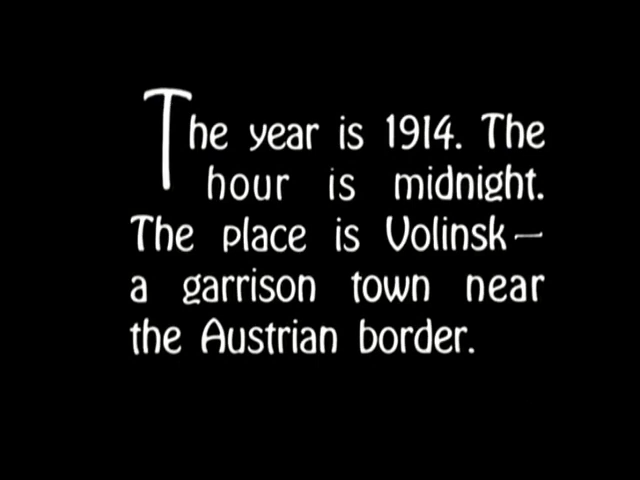 The year is 1914. The
hour is midnight.
The place is Volinsk—
a garrison town near
the Austrian border.